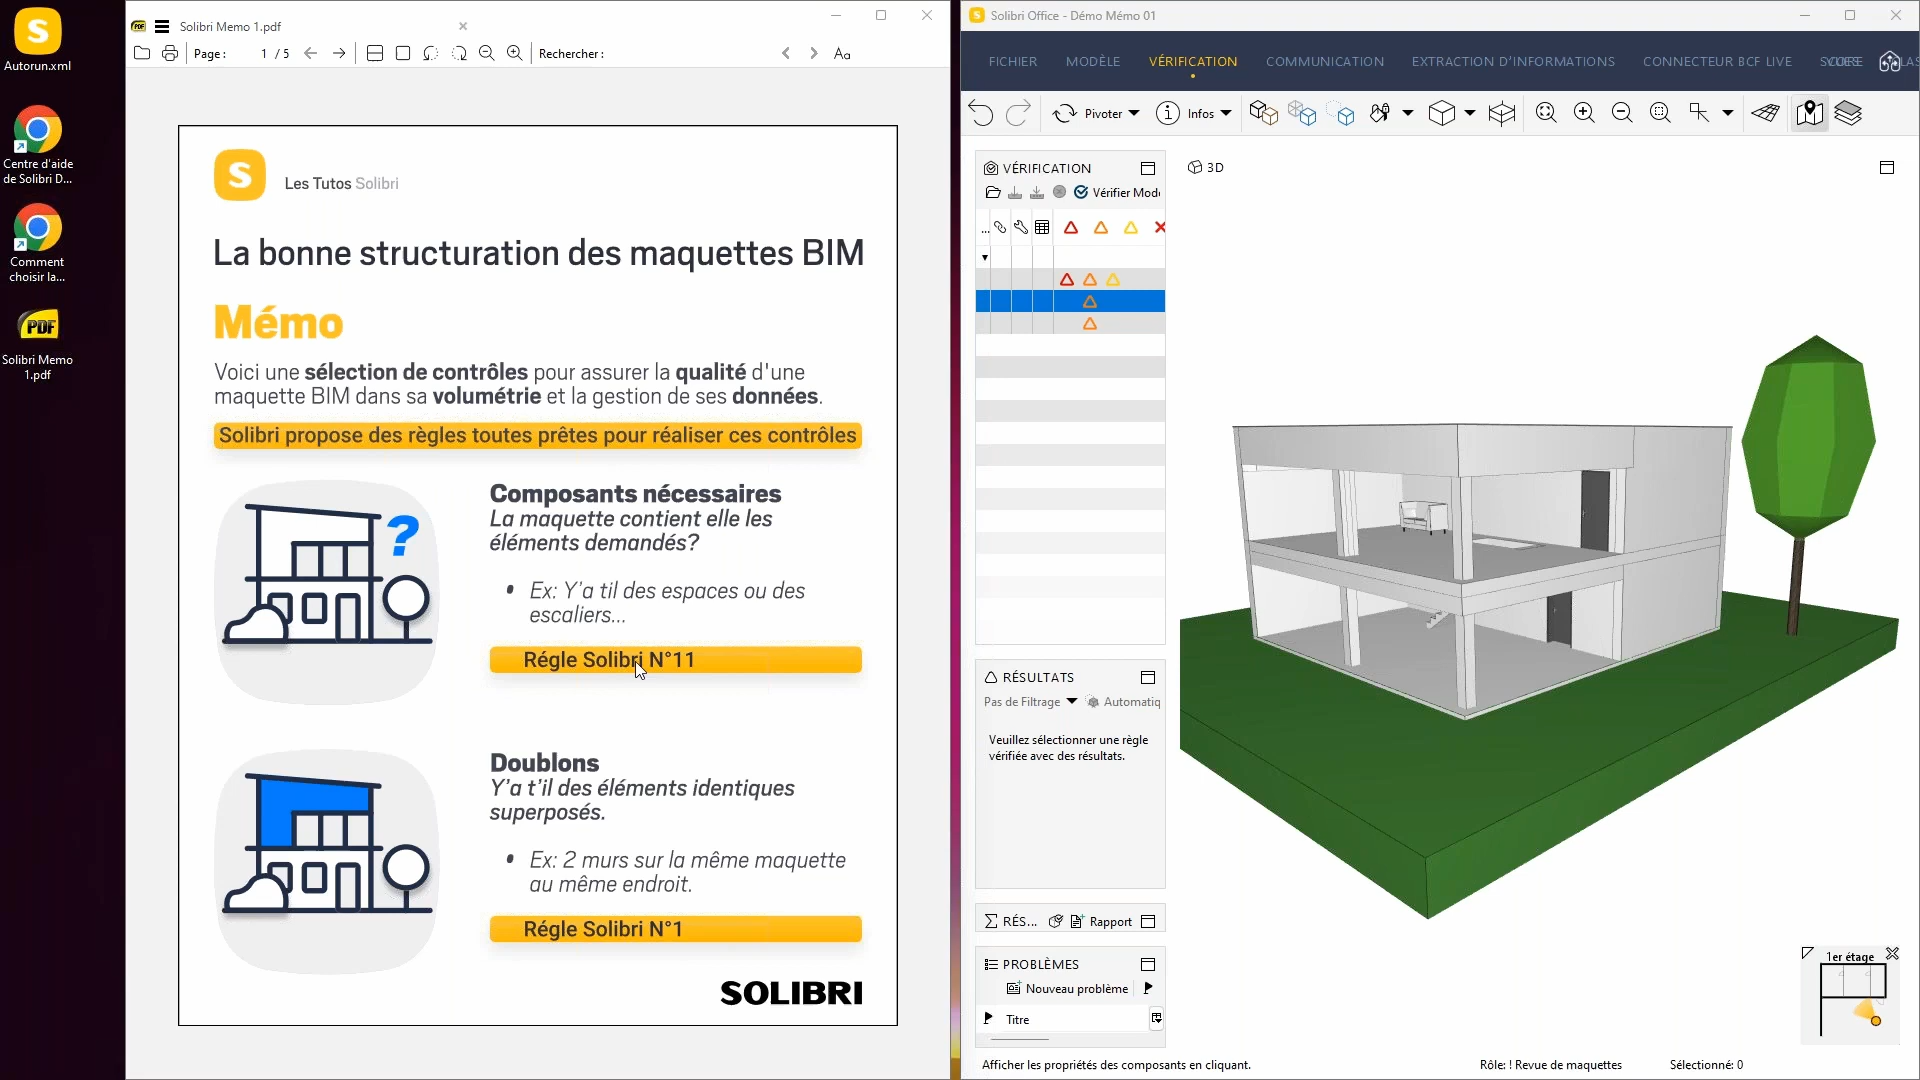 Autorun.xml
Centre d'aide
de Solibri D...
Comment
choisir la...
PDF
Solibri Memo
1.pdf
Solibri Memo 1.pdf
Page :
1 / 5
Rechercher :
Aa
S
Les Tutos Solibri
La bonne structuration des maquettes BIM
Mémo
Voici une sélection de contrôles pour assurer la qualité d'une
maquette BIM dans sa volumétrie et la gestion de ses données.
Solibri propose des règles toutes prêtes pour réaliser ces contrôles
?
Composants nécessaires
La maquette contient elle les
éléments demandés?
• Ex: Y'a til des espaces ou des
escaliers...
Régle Solibri N°11
Doublons
Y'a t'il des éléments identiques
superposés.
• Ex: 2 murs sur la même maquette
au même endroit.
Régle Solibri N°1
SOLIBRI
Solibri Office - Démo Mémo 01
FICHIER MODÈLE VÉRIFICATION COMMUNICATION EXTRACTION D'INFORMATIONS CONNECTEUR BCF LIVE
Pivoter
Infos
VÉRIFICATION
Vérifier Mode
...
3D
RÉSULTATS
Pas de Filtrage
Automatiq
Veuillez sélectionner une règle
vérifiée avec des résultats.
RÉS...
Rapport
PROBLÈMES
Nouveau problème
Titre
1er étage
Afficher les propriétés des composants en cliquant.
Rôle: ! Revue de maquettes
Sélectionné: 0